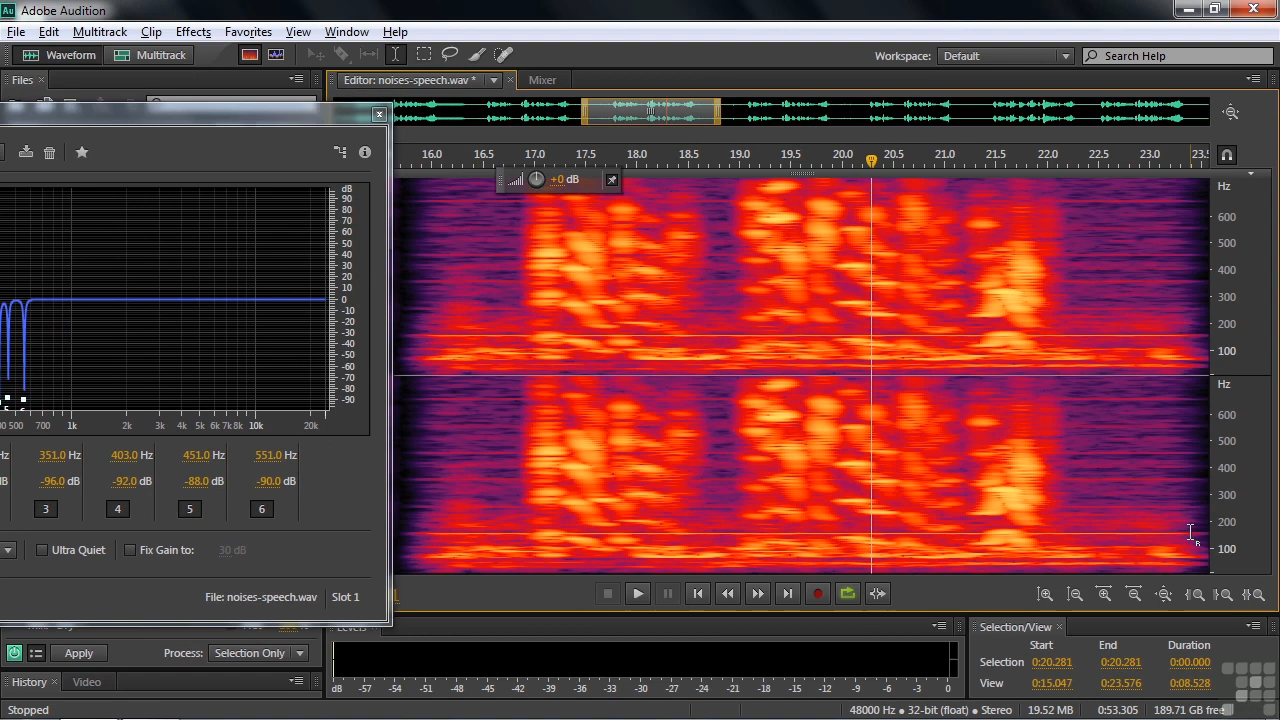 Au Adobe Audition
File Edit Multitrack Clip Effects Favorites View Window Help
Waveform Multitrack Workspace: Default Search Help
Files × Editor: noises-speech.wav * × Mixer
16.0 16.5 17.0 17.5 18.0 18.5 19.0 19.5 20.0 20.5 21.0 21.5 22.0 22.5 23.0 23.5
+0 dB
Hz
600
500
400
300
200
100
Hz
600
500
400
300
200
100
dB
90
80
70
60
50
40
30
20
10
0
-10
-20
-30
-40
-50
-60
-70
-80
-90
500 700 1k 2k 3k 4k 5k 6k 7k 8k 10k 20k
Hz 351.0 Hz 403.0 Hz 451.0 Hz 551.0 Hz
dB -96.0 dB -92.0 dB -88.0 dB -90.0 dB
3 4 5 6
Ultra Quiet Fix Gain to: 30 dB
File: noises-speech.wav Slot 1
Levels
Apply Process: Selection Only
History × Video
Stopped
dB -57 -54 -51 -48 -45 -42 -39 -36 -33 -30 -27 -24 -21 -18 -15 -12 -9 -6 -3 0
Selection/View ×
Start End Duration
Selection 0:20.281 0:20.281 0:00.000
View 0:15.047 0:23.576 0:08.528
48000 Hz ● 32-bit (float) ● Stereo 19.52 MB 0:53.305 189.71 GB free